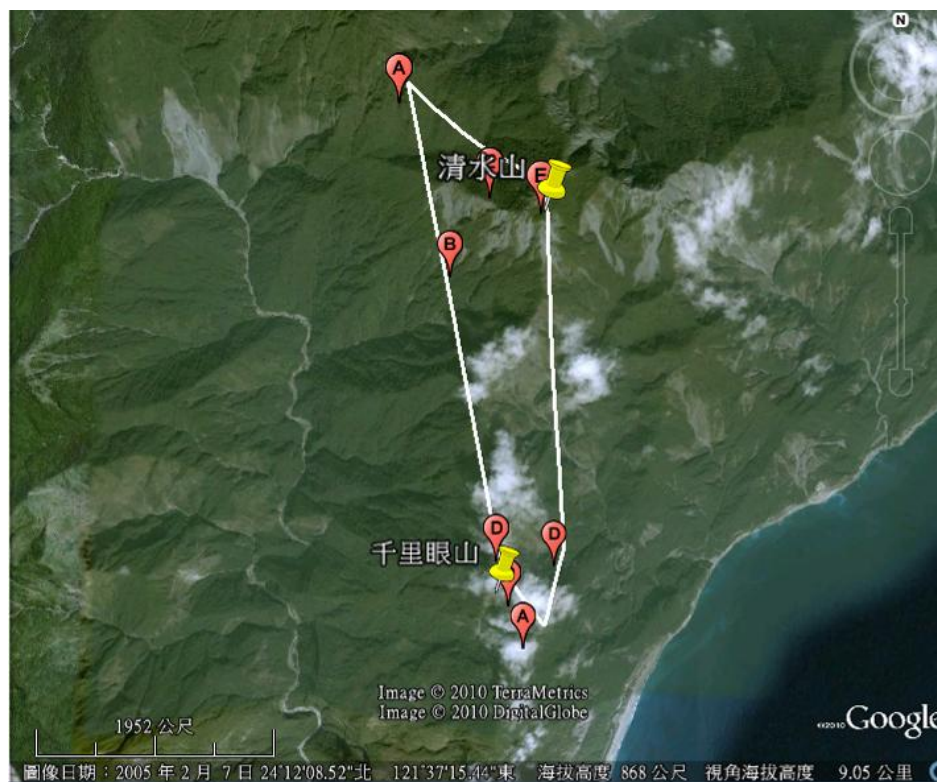 N
A
清水山
E
B
D
D
千里眼山
A
Image © 2010 TerraMetrics
Image © 2010 DigitalGlobe
1952 公尺
©2010 Google
圖像日期：2005 年 2 月 7 日 24°12'08.52"北 121°37'15.44"東 海拔高度 868 公尺 視角海拔高度 9.05 公里